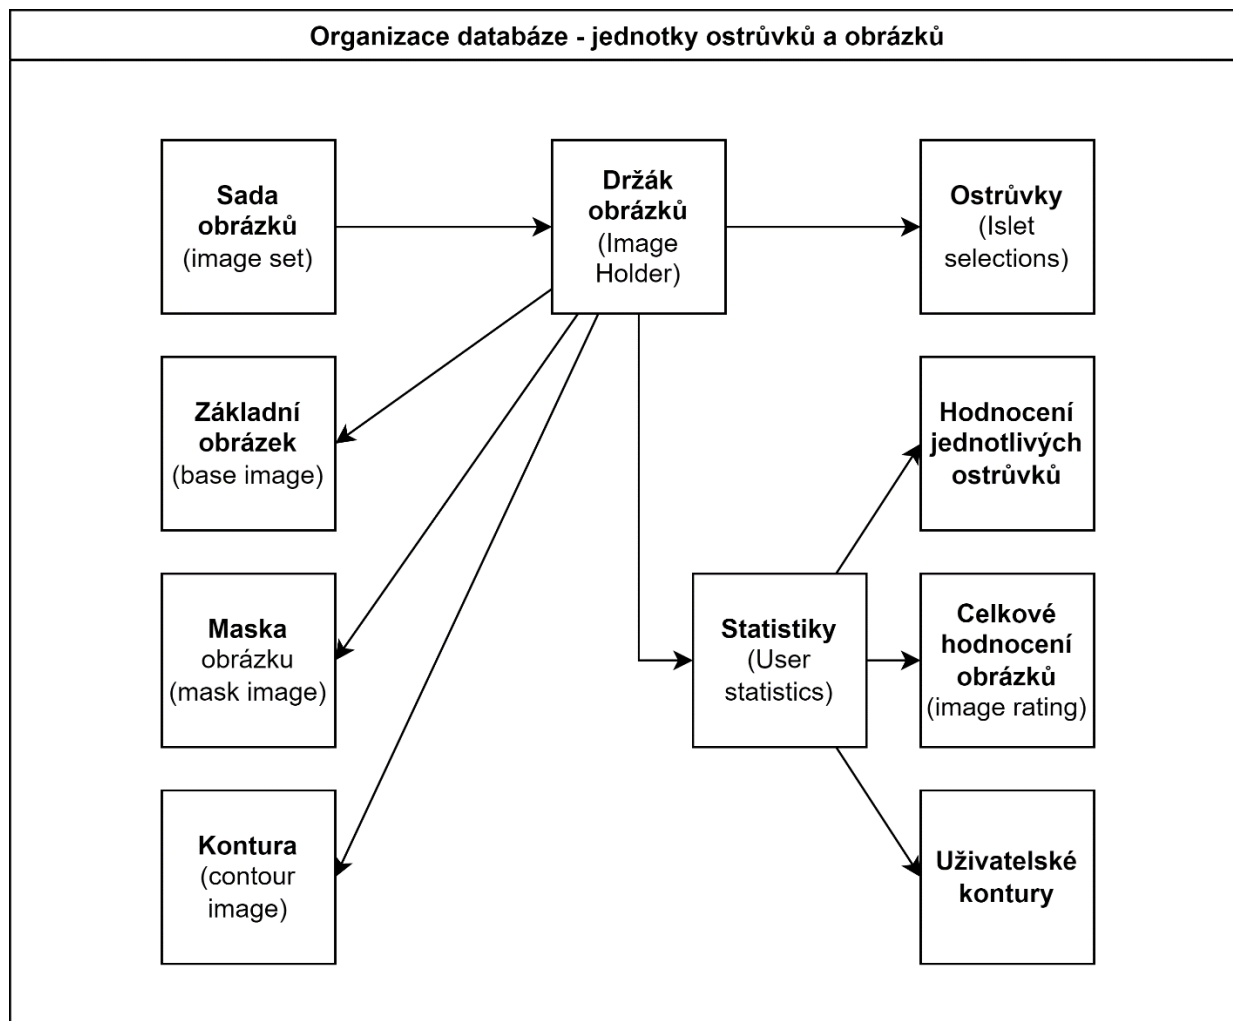 Organizace databáze - jednotky ostrůvků a obrázků
Sada
obrázků
(image set)
Držák
obrázků
(Image
Holder)
Ostrůvky
(Islet
selections)
Základní
obrázek
(base image)
Hodnocení
jednotlivých
ostrůvků
Maska
obrázku
(mask image)
Statistiky
(User
statistics)
Celkové
hodnocení
obrázků
(image rating)
Kontura
(contour
image)
Uživatelské
kontury